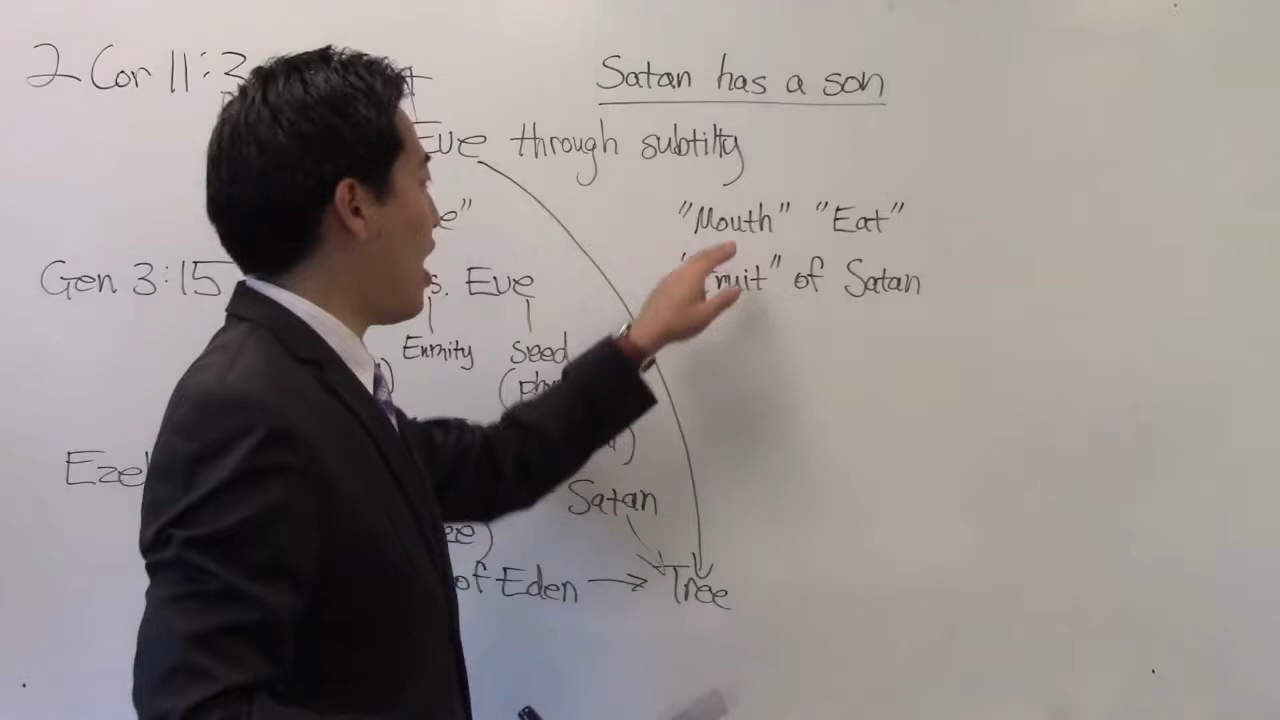 2 Cor 11:3
Satan has a son
Eve through subtilty
"Mouth" "Eat"
"Fruit" of Satan
Gen 3:15
Eve
Enmity seed
Satan
of Eden → Tree